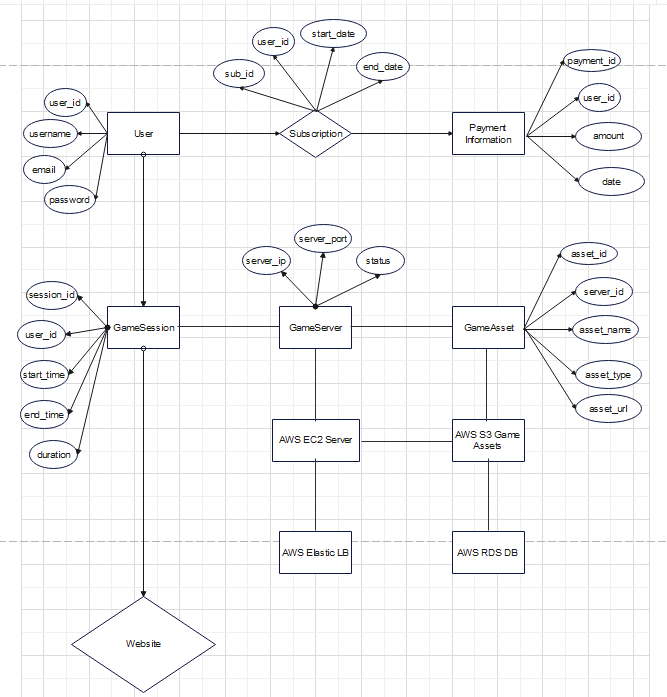 start_date
user_id
payment_id
end_date
sub_id
user_id
user_id
username
User
Subscription
Payment
Information
amount
email
date
password
server_port
asset_id
server_ip
status
session_id
server_id
user_id
GameSession
GameServer
GameAsset
asset_name
start_time
asset_type
end_time
asset_url
AWS EC2 Server
AWS S3 Game
Assets
duration
AWS Elastic LB
AWS RDS DB
Website